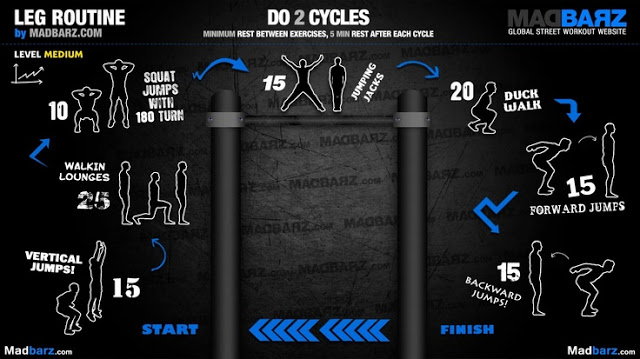 LEG ROUTINE
by MADBARZ.COM
DO 2 CYCLES
MINIMUM REST BETWEEN EXERCISES, 5 MIN REST AFTER EACH CYCLE
MADBARZ
GLOBAL STREET WORKOUT WEBSITE
LEVEL MEDIUM
10
SQUAT
JUMPS
WITH
180 TURN
15
JUMPING
JACKS
20
DUCK
WALK
WALKIN
LOUNGES
25
15
FORWARD JUMPS
VERTICAL
JUMPS!
15
15
BACKWARD
JUMPS!
START
FINISH
Madbarz.com
Madbarz.com
MADBARZ.com